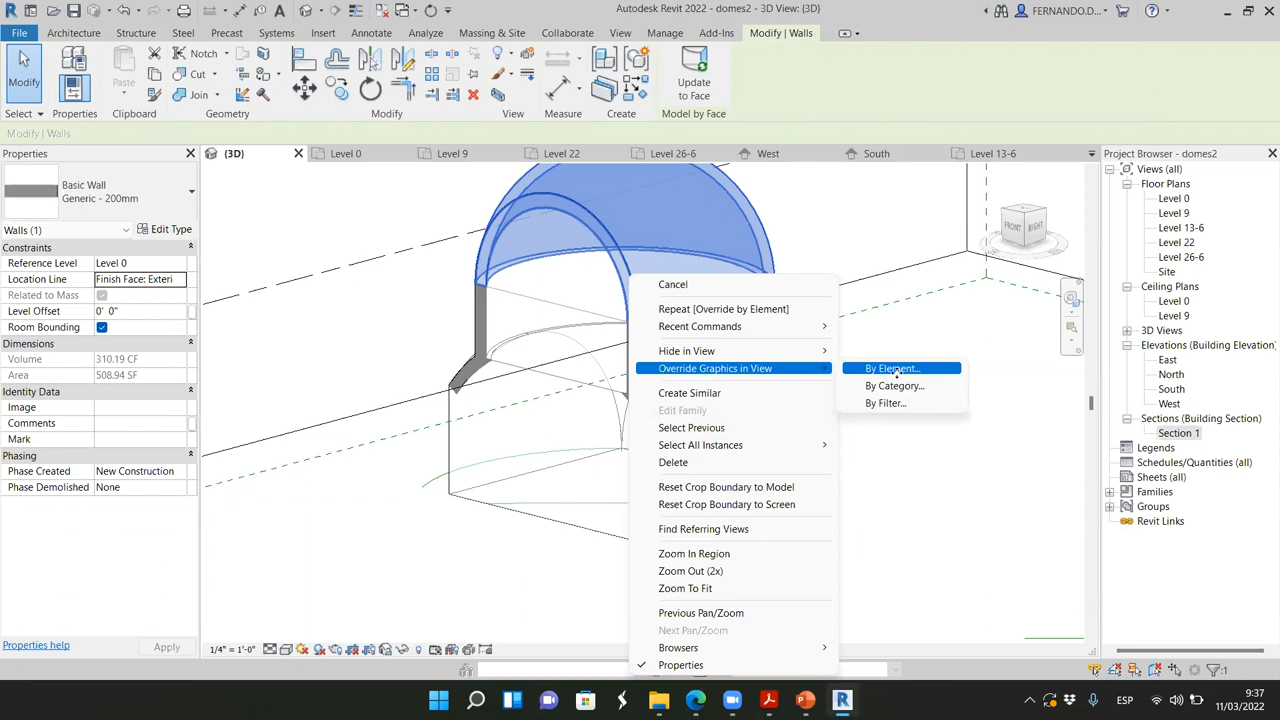 Autodesk Revit 2022 - domes2 - 3D View: {3D}
FERNANDO.D...
File
Architecture
Structure
Steel
Precast
Systems
Insert
Annotate
Analyze
Massing & Site
Collaborate
View
Manage
Add-Ins
Modify | Walls
Modify
Properties
Paste
Notch
Cut
Join
Update
to Face
Select
Properties
Clipboard
Geometry
Modify
View
Measure
Create
Model by Face
Modify | Walls
Properties
{3D}
Level 0
Level 9
Level 22
Level 26-6
West
South
Level 13-6
Project Browser - domes2
Basic Wall
Generic - 200mm
Walls (1)
Edit Type
Constraints
Reference Level
Level 0
Location Line
Finish Face: Exteri
Related to Mass
Level Offset
0' 0"
Room Bounding
Dimensions
Volume
310.19 CF
Area
508.94 SF
Identity Data
Image
Comments
Mark
Phasing
Phase Created
New Construction
Phase Demolished
None
Properties help
Apply
FRONT
RIGHT
Cancel
Repeat [Override by Element]
Recent Commands
Hide in View
Override Graphics in View
Create Similar
Edit Family
Select Previous
Select All Instances
Delete
Reset Crop Boundary to Model
Reset Crop Boundary to Screen
Find Referring Views
Zoom In Region
Zoom Out (2x)
Zoom To Fit
Previous Pan/Zoom
Next Pan/Zoom
Browsers
Properties
By Element...
By Category...
By Filter...
Views (all)
Floor Plans
Level 0
Level 9
Level 13-6
Level 22
Level 26-6
Site
Ceiling Plans
Level 0
Level 9
3D Views
Elevations (Building Elevation)
East
North
South
West
Sections (Building Section)
Section 1
Legends
Schedules/Quantities (all)
Sheets (all)
Families
Groups
Revit Links
1/4" = 1'-0"
:1
ESP
9:37
11/03/2022